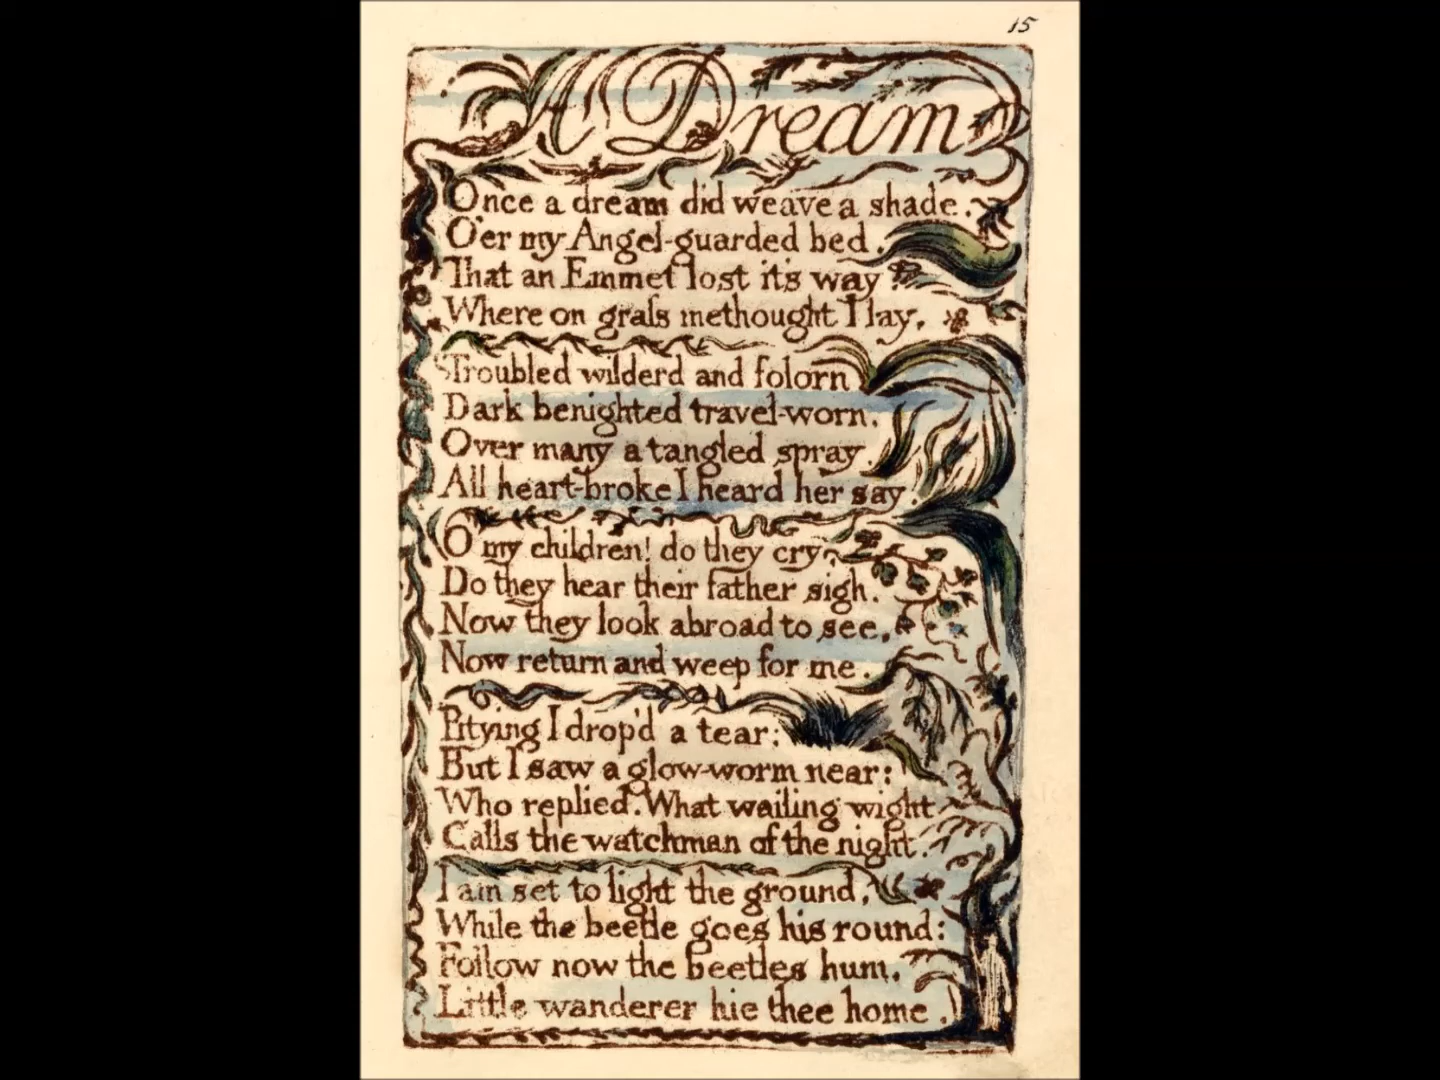 15
A Dream
Once a dream did weave a shade.
O'er my Angel-guarded bed.
That an Emmet lost it's way
Where on grass methought I lay.
Troubled wilderd and folorn
Dark benighted travel-worn.
Over many a tangled spray
All heart-broke I heard her say.
O my children! do they cry
Do they hear their father sigh.
Now they look abroad to see,
Now return and weep for me.
Pitying I drop'd a tear:
But I saw a glow-worm near:
Who replied. What wailing wight
Calls the watchman of the night.
I am set to light the ground,
While the beetle goes his round:
Follow now the beetles hum,
Little wanderer hie thee home.